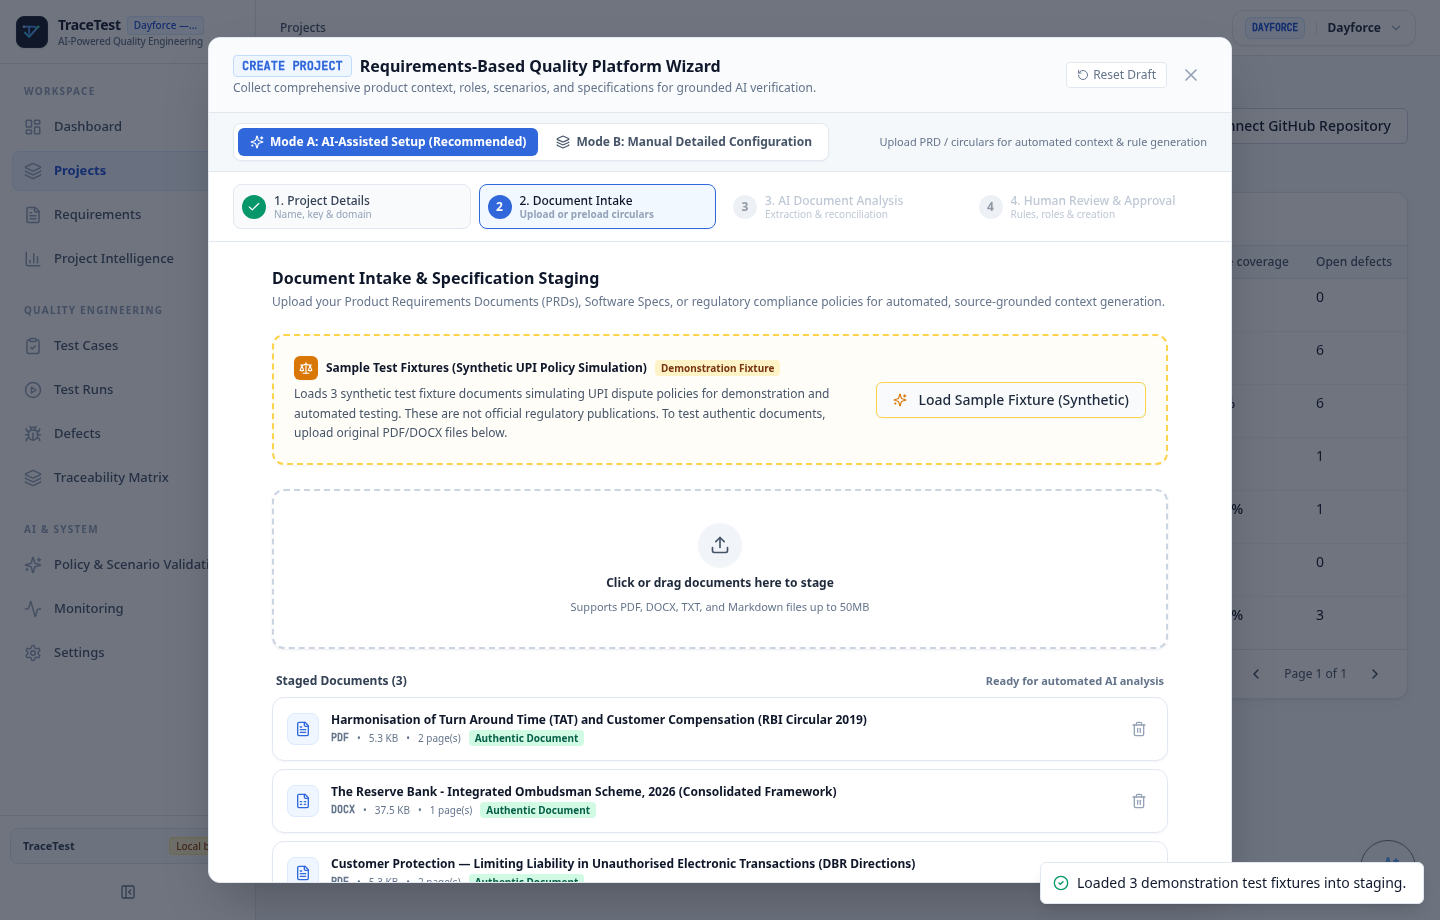 TraceTest
Dayforce —...
AI-Powered Quality Engineering
Projects
DAYFORCE
Dayforce
WORKSPACE
Dashboard
Projects
Requirements
Project Intelligence
QUALITY ENGINEERING
Test Cases
Test Runs
Defects
Traceability Matrix
AI & SYSTEM
Policy & Scenario Validati
Monitoring
Settings
TraceTest
Local b
CREATE PROJECT
Requirements-Based Quality Platform Wizard
Collect comprehensive product context, roles, scenarios, and specifications for grounded AI verification.
Reset Draft
Mode A: AI-Assisted Setup (Recommended)
Mode B: Manual Detailed Configuration
Upload PRD / circulars for automated context & rule generation
1. Project Details
Name, key & domain
2
2. Document Intake
Upload or preload circulars
3
3. AI Document Analysis
Extraction & reconciliation
4
4. Human Review & Approval
Rules, roles & creation
Document Intake & Specification Staging
Upload your Product Requirements Documents (PRDs), Software Specs, or regulatory compliance policies for automated, source-grounded context generation.
Sample Test Fixtures (Synthetic UPI Policy Simulation)
Demonstration Fixture
Loads 3 synthetic test fixture documents simulating UPI dispute policies for demonstration and
automated testing. These are not official regulatory publications. To test authentic documents,
upload original PDF/DOCX files below.
Load Sample Fixture (Synthetic)
Click or drag documents here to stage
Supports PDF, DOCX, TXT, and Markdown files up to 50MB
Staged Documents (3)
Ready for automated AI analysis
Harmonisation of Turn Around Time (TAT) and Customer Compensation (RBI Circular 2019)
PDF • 5.3 KB • 2 page(s)
Authentic Document
The Reserve Bank - Integrated Ombudsman Scheme, 2026 (Consolidated Framework)
DOCX • 37.5 KB • 1 page(s)
Authentic Document
Customer Protection — Limiting Liability in Unauthorised Electronic Transactions (DBR Directions)
PDF • 5.3 KB • 2 page(s)
Authentic Document
nnect GitHub Repository
coverage
Open defects
0
6
%
6
1
%
1
0
%
3
Page 1 of 1
Loaded 3 demonstration test fixtures into staging.